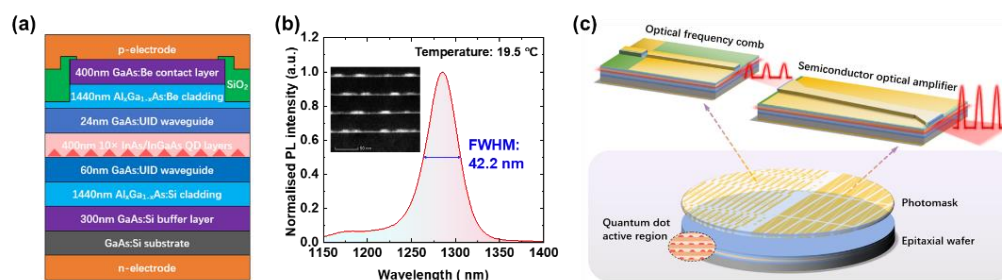 (a)
p-electrode
400nm GaAs:Be contact layer
SiO₂
1440nm AlₓGa₁₋ₓAs:Be cladding
24nm GaAs:UID waveguide
400nm 10× InAs/InGaAs QD layers
60nm GaAs:UID waveguide
1440nm AlₓGa₁₋ₓAs:Si cladding
300nm GaAs:Si buffer layer
GaAs:Si substrate
n-electrode
(b)
Normalised PL intensity (a.u.)
1.2
1.0
0.8
0.6
0.4
0.2
0.0
Temperature: 19.5 °C
FWHM:
42.2 nm
1150 1200 1250 1300 1350 1400
Wavelength ( nm)
(c)
Optical frequency comb
Semiconductor optical amplifier
Photomask
Quantum dot
active region
Epitaxial wafer